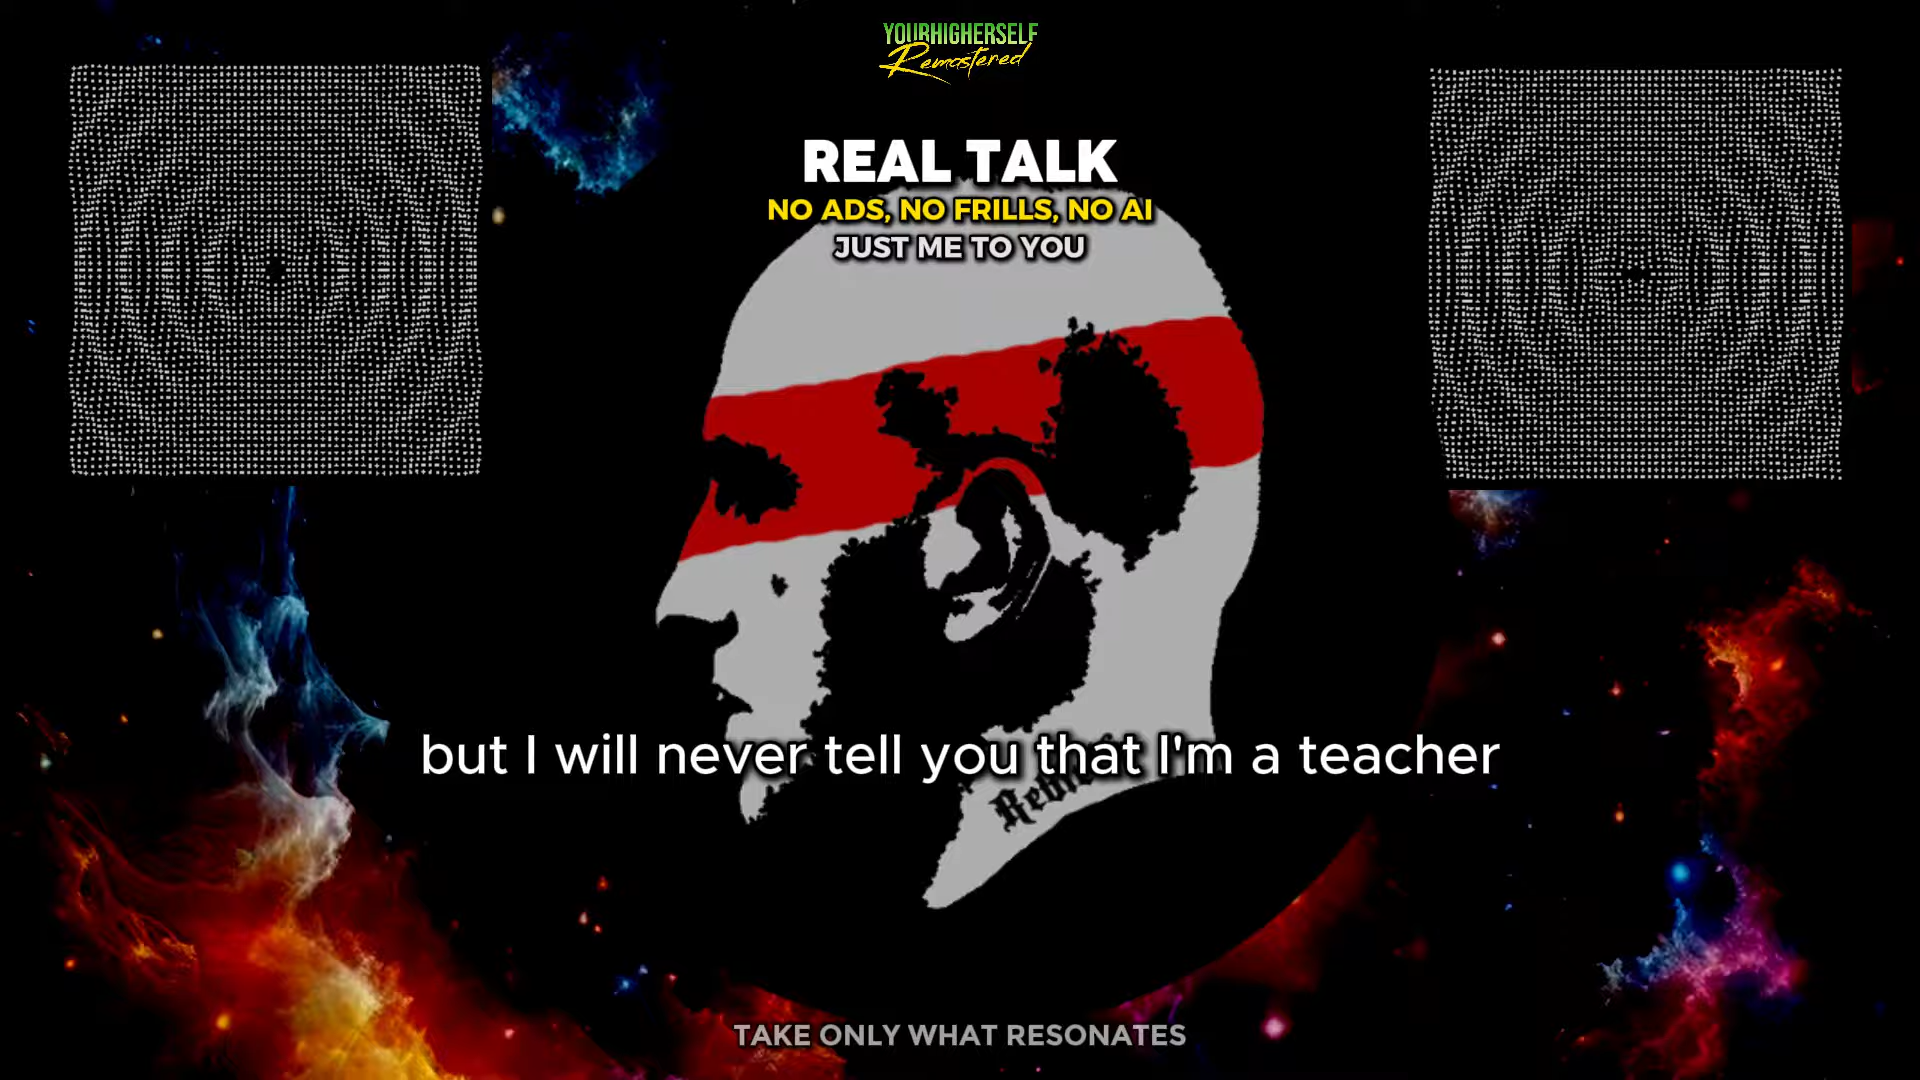 YOURHIGHERSELF
Remastered
REAL TALK
NO ADS, NO FRILLS, NO AI
JUST ME TO YOU
but I will never tell you that I'm a teacher
TAKE ONLY WHAT RESONATES